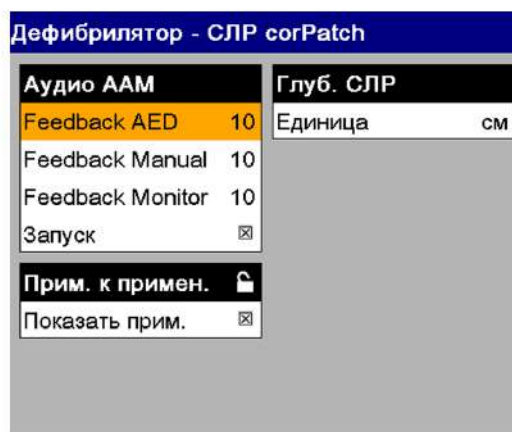 Дефибрилятор - СЛР corPatch
Аудио ААМ
Feedback AED 10
Feedback Manual 10
Feedback Monitor 10
Запуск ☒
Прим. к примен.
Показать прим. ☒
Глуб. СЛР
Единица см